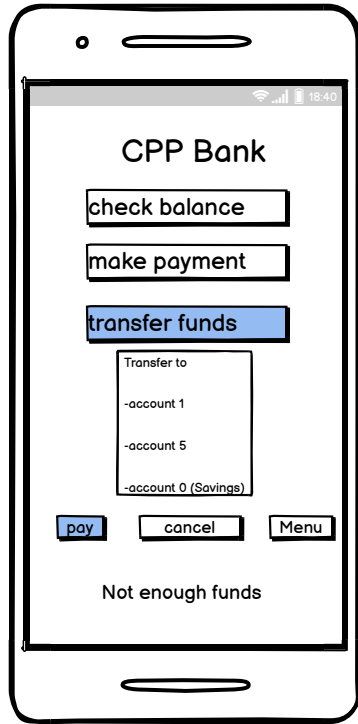 18:40
CPP Bank
check balance
make payment
transfer funds
Transfer to
-account 1
-account 5
-account 0 (Savings)
pay cancel Menu
Not enough funds